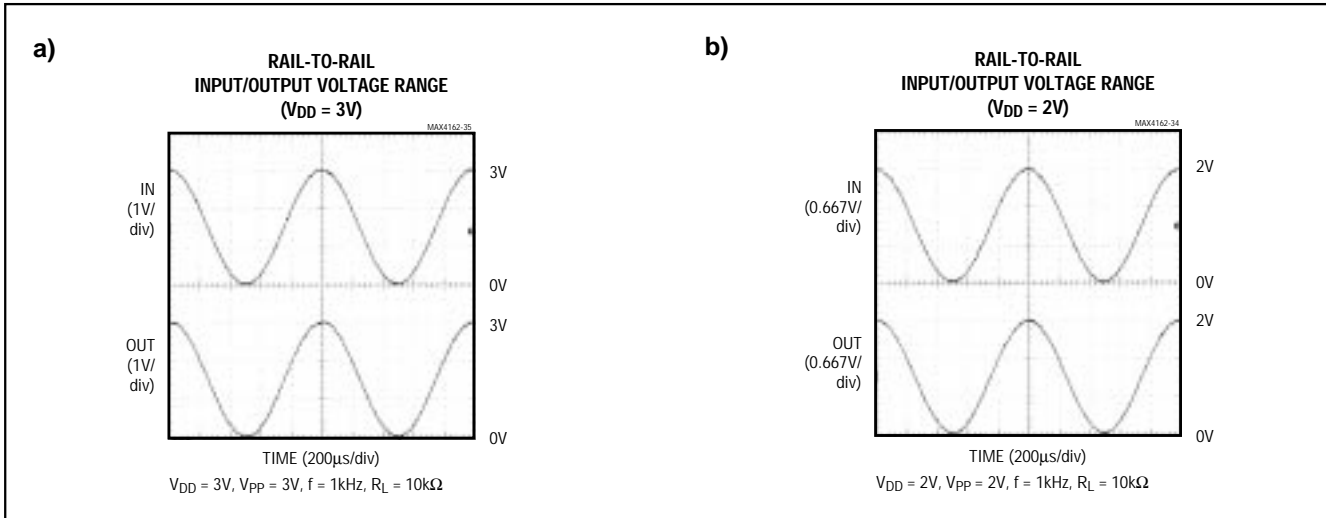 a)
RAIL-TO-RAIL
INPUT/OUTPUT VOLTAGE RANGE
(VDD = 3V)
MAX4162-35
IN
(1V/
div)
3V
0V
OUT
(1V/
div)
3V
0V
TIME (200µs/div)
VDD = 3V, VPP = 3V, f = 1kHz, RL = 10kΩ
b)
RAIL-TO-RAIL
INPUT/OUTPUT VOLTAGE RANGE
(VDD = 2V)
MAX4162-34
IN
(0.667V/
div)
2V
0V
OUT
(0.667V/
div)
2V
0V
TIME (200µs/div)
VDD = 2V, VPP = 2V, f = 1kHz, RL = 10kΩ